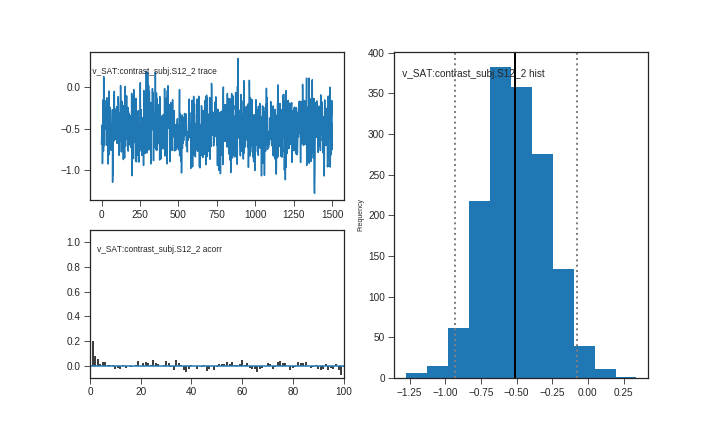 v_SAT:contrast_subj.S12_2 trace
0.0
−0.5
−1.0
0 250 500 750 1000 1250 1500
v_SAT:contrast_subj.S12_2 acorr
1.0
0.8
0.6
0.4
0.2
0.0
0 20 40 60 80 100
v_SAT:contrast_subj.S12_2 hist
Frequency
400
350
300
250
200
150
100
50
0
−1.25 −1.00 −0.75 −0.50 −0.25 0.00 0.25